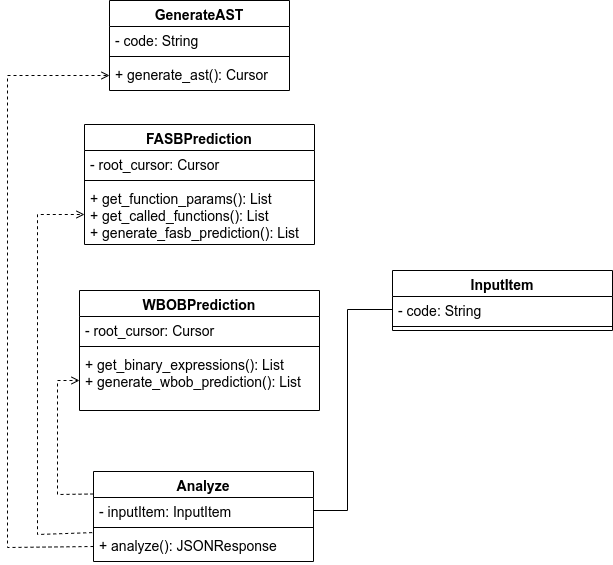 GenerateAST
- code: String
+ generate_ast(): Cursor
FASBPrediction
- root_cursor: Cursor
+ get_function_params(): List
+ get_called_functions(): List
+ generate_fasb_prediction(): List
InputItem
- code: String
WBOBPrediction
- root_cursor: Cursor
+ get_binary_expressions(): List
+ generate_wbob_prediction(): List
Analyze
- inputItem: InputItem
+ analyze(): JSONResponse